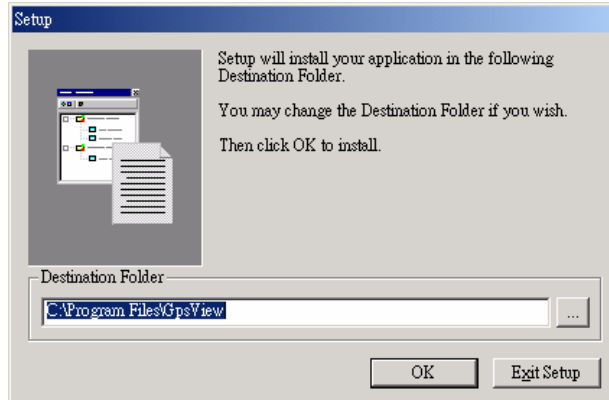 Setup
Setup will install your application in the following
Destination Folder.
You may change the Destination Folder if you wish.
Then click OK to install.
Destination Folder
C:\Program Files\GpsView
...
OK
Exit Setup